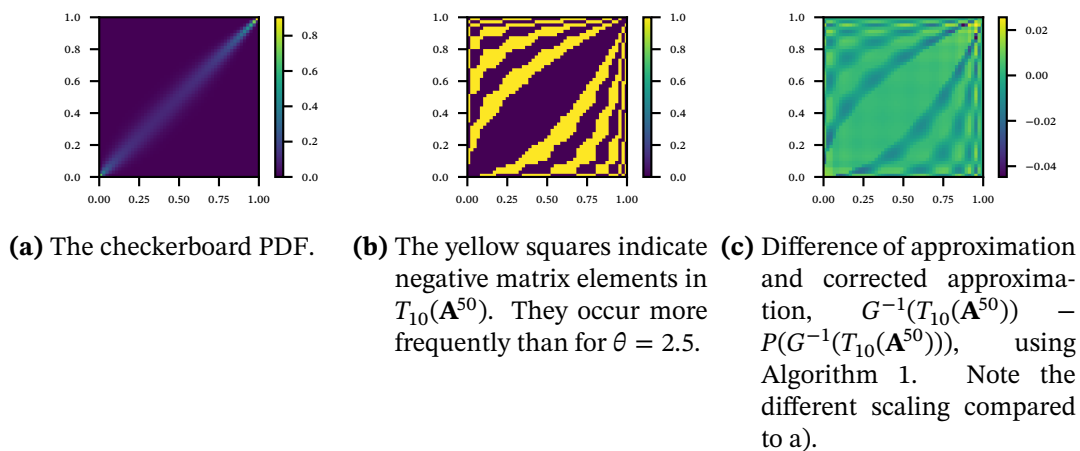 1.0
0.8
0.6
0.4
0.2
0.0
0.00 0.25 0.50 0.75 1.00
0.8
0.6
0.4
0.2
0.0
1.0
0.8
0.6
0.4
0.2
0.0
0.00 0.25 0.50 0.75 1.00
1.0
0.8
0.6
0.4
0.2
0.0
1.0
0.8
0.6
0.4
0.2
0.0
0.00 0.25 0.50 0.75 1.00
0.02
0.00
−0.02
−0.04
(a) The checkerboard PDF.
(b) The yellow squares indicate
negative matrix elements in
T₁₀(A⁵⁰). They occur more
frequently than for θ̂ = 2.5.
(c) Difference of approximation
and corrected approxima-
tion, G⁻¹(T₁₀(A⁵⁰)) −
P(G⁻¹(T₁₀(A⁵⁰))), using
Algorithm 1. Note the
different scaling compared
to a).